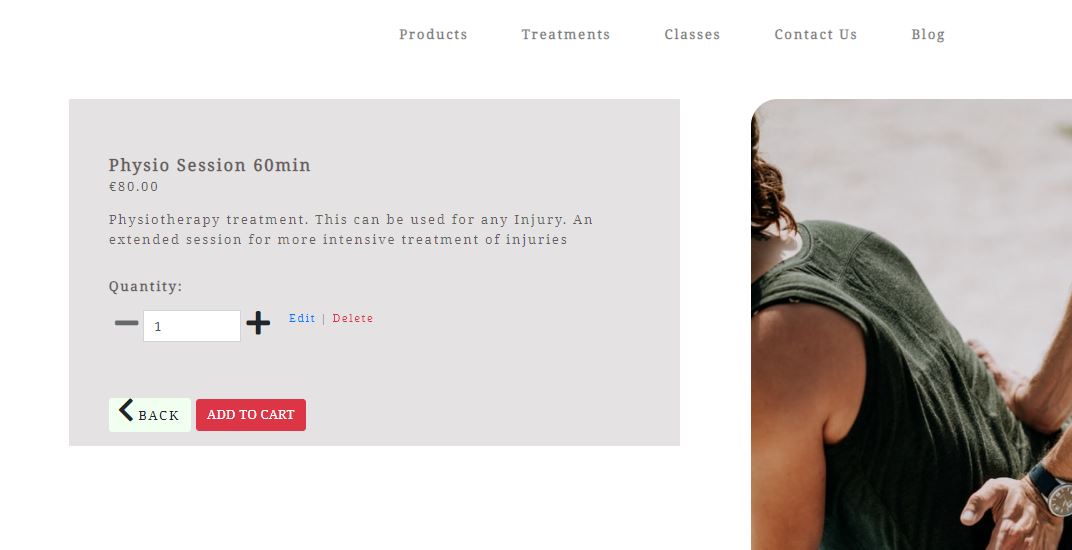 Products Treatments Classes Contact Us Blog
Physio Session 60min
€80.00
Physiotherapy treatment. This can be used for any Injury. An
extended session for more intensive treatment of injuries
Quantity:
1 Edit | Delete
BACK ADD TO CART